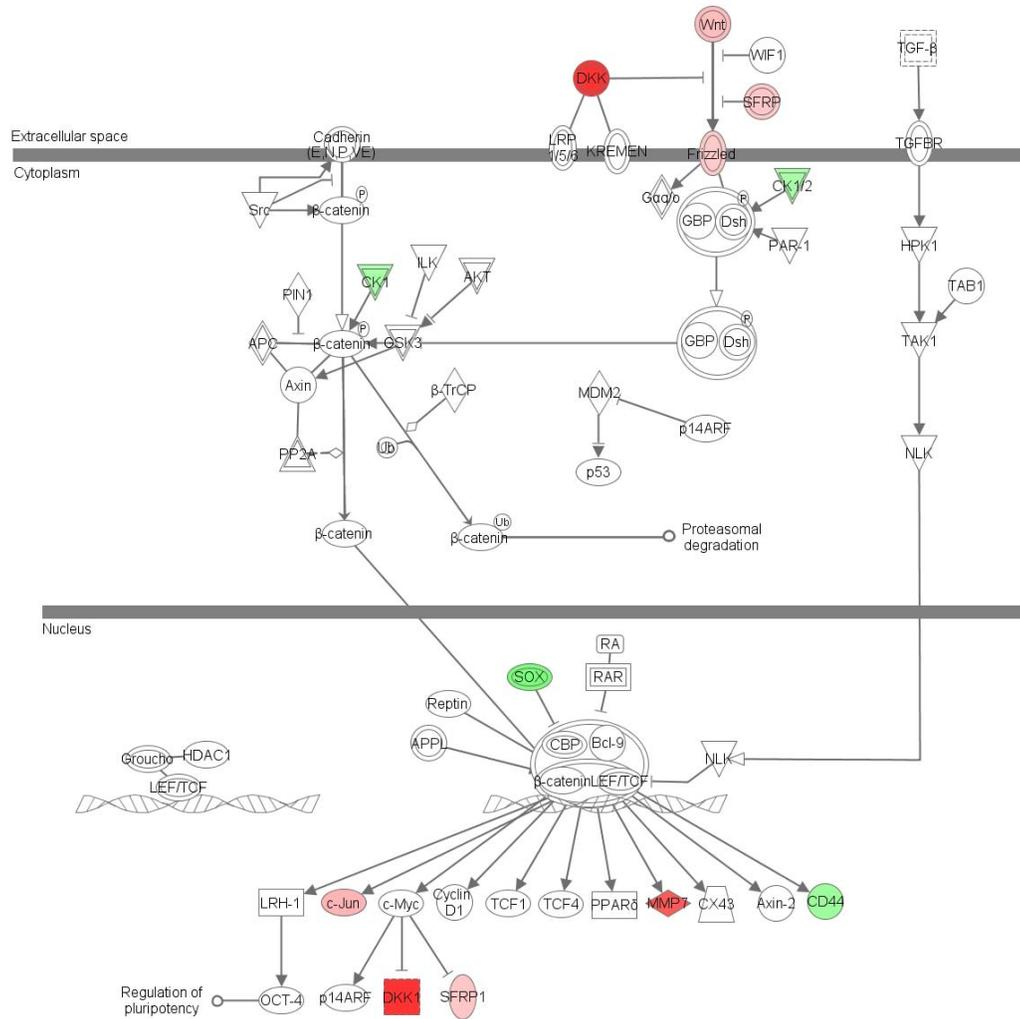 Wnt
WIF1
TGF-β
DKK
SFRP
Extracellular space
Cadherin
(E,N,P,VE)
LRP
1/5/6
KREMEN
Frizzled
TGFBR
Cytoplasm
Src
P
β-catenin
Gαq/o
P
CK1/2
GBP
Dsh
PAR-1
HPK1
ILK
CK1
AKT
PIN1
TAB1
APC
P
β-catenin
GSK3
P
GBP
Dsh
TAK1
Axin
β-TrCP
MDM2
p14ARF
PP2A
Ub
p53
NLK
β-catenin
Ub
β-catenin
Proteasomal
degradation
Nucleus
RA
SOX
RAR
Reptin
APPL
CBP
Bcl-9
Groucho
HDAC1
NLK
LEF/TCF
β-catenin
LEF/TCF
LRH-1
c-Jun
c-Myc
Cyclin
D1
TCF1
TCF4
PPARδ
MMP7
CX43
Axin-2
CD44
Regulation of
pluripotency
OCT-4
p14ARF
DKK1
SFRP1